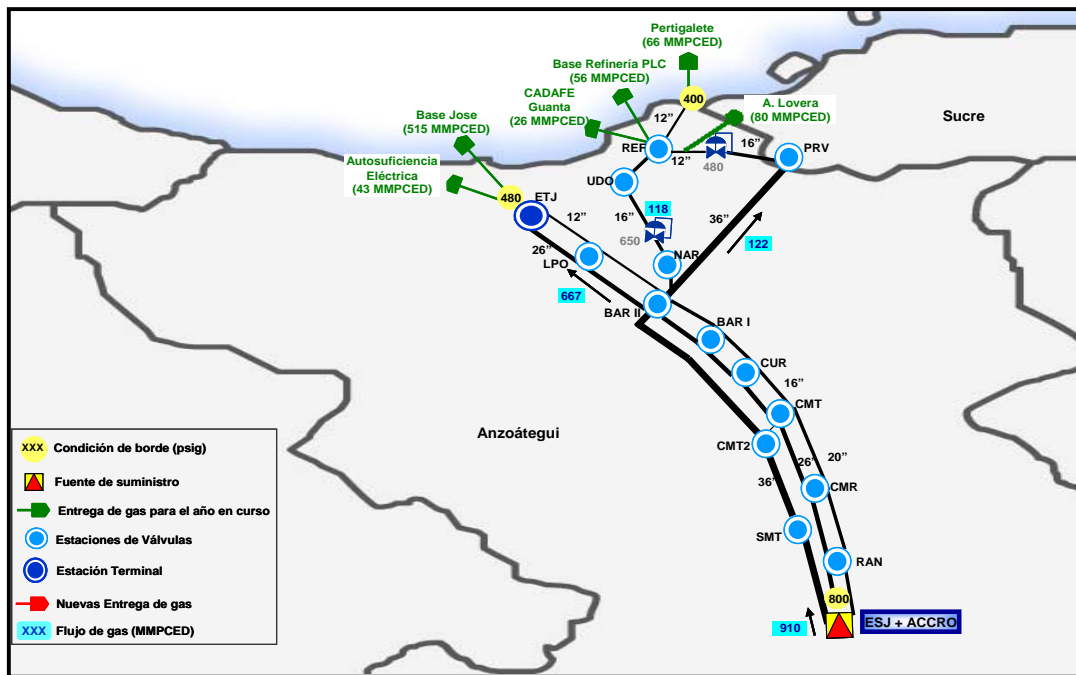 Pertigalete
(66 MMPCED)
Base Refinería PLC
(56 MMPCED)
CADAFE
Guanta
(26 MMPCED)
A. Lovera
(80 MMPCED)
Sucre
Base Jose
(515 MMPCED)
Autosuficiencia
Eléctrica
(43 MMPCED)
400
12”
REF
12”
16”
PRV
480
UDO
480
ETJ
118
16”
650
12”
36”
26”
LPO
NAR
122
667
BAR II
BAR I
CUR
16”
CMT
Anzoátegui
CMT2
20”
26”
36”
CMR
SMT
RAN
800
910
ESJ + ACCRO
XXX Condición de borde (psig)
Fuente de suministro
Entrega de gas para el año en curso
Estaciones de Válvulas
Estación Terminal
Nuevas Entrega de gas
XXX Flujo de gas (MMPCED)